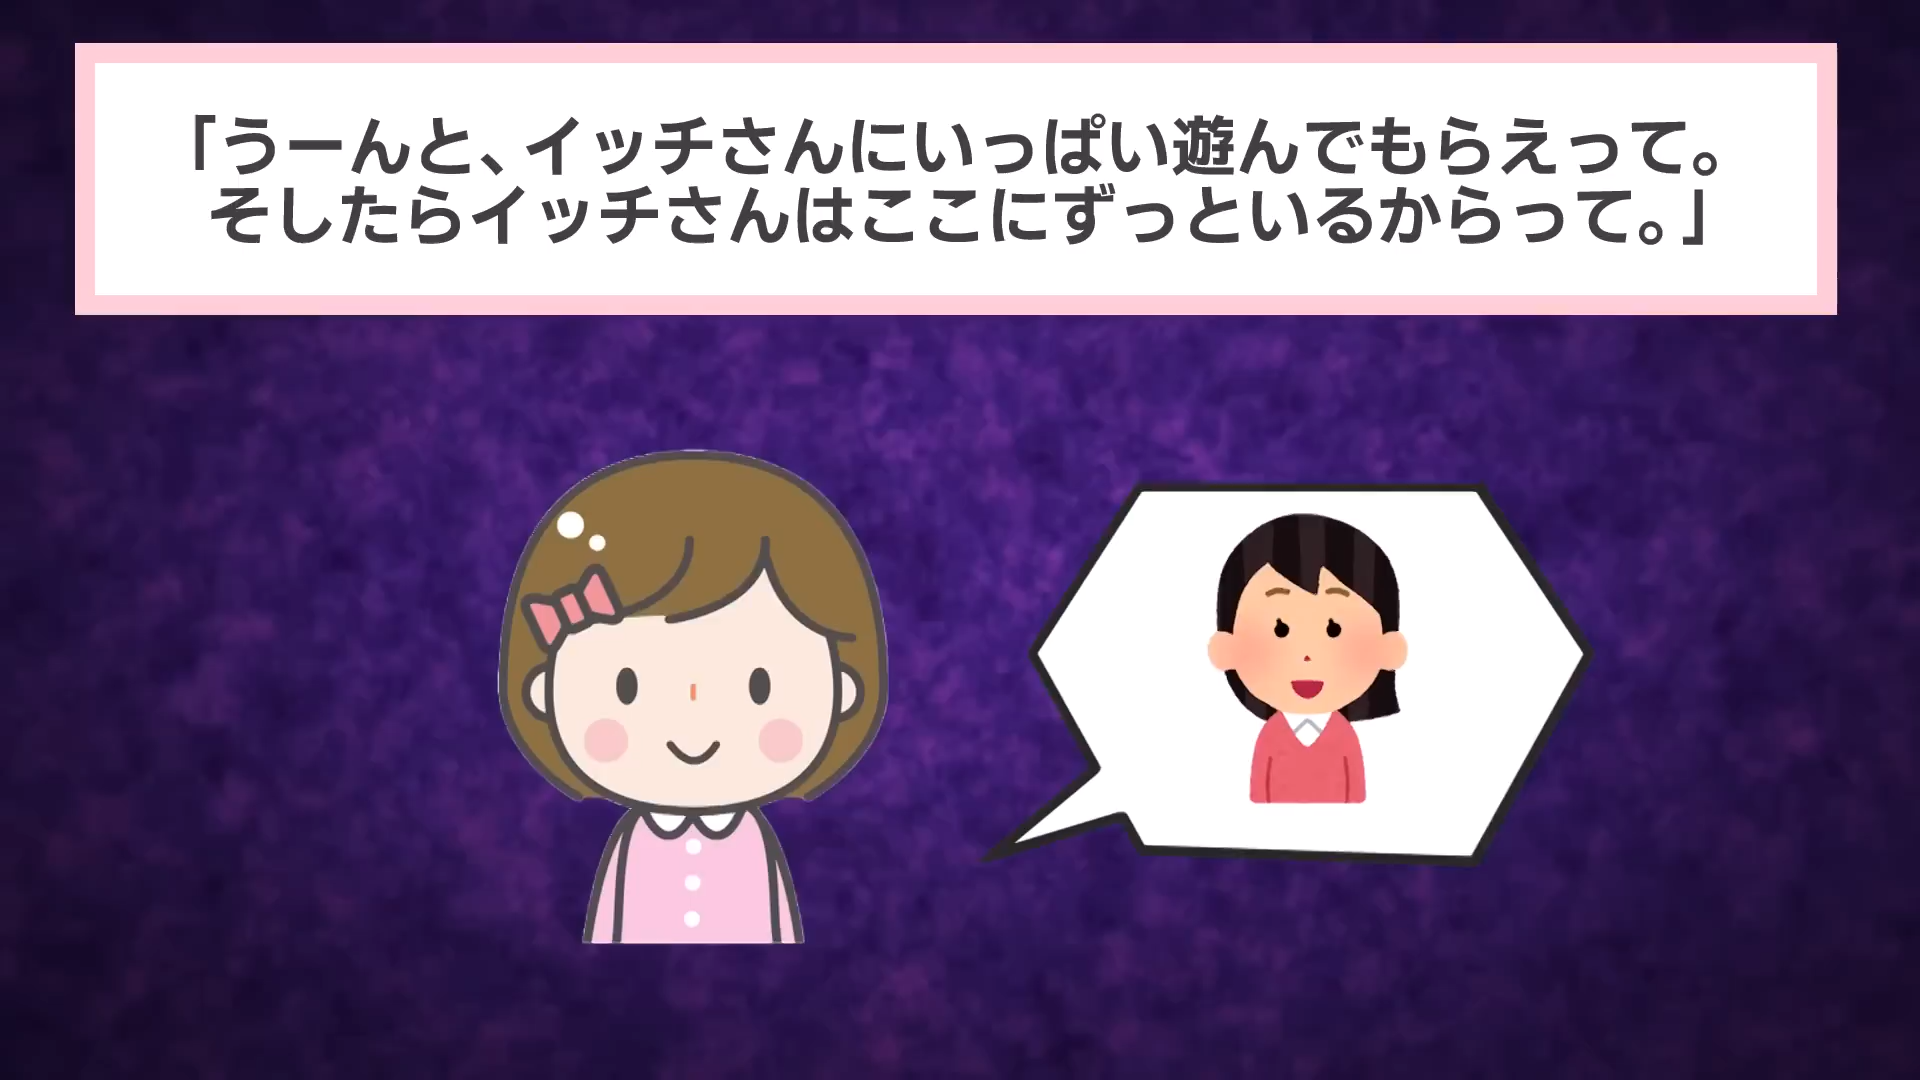 「うーんと、イッチさんにいっぱい遊んでもらえって。
そしたらイッチさんはここにずっといるからって。」